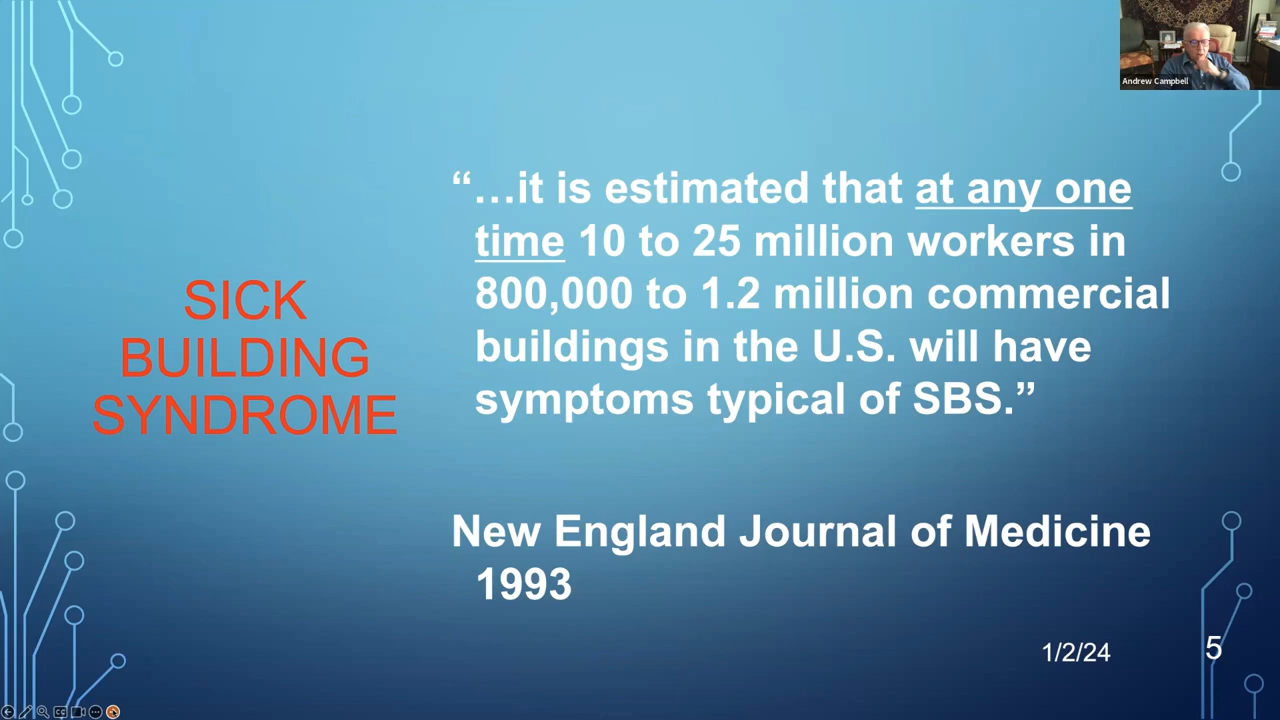 Andrew Campbell
SICK
BUILDING
SYNDROME
“…it is estimated that at any one
time 10 to 25 million workers in
800,000 to 1.2 million commercial
buildings in the U.S. will have
symptoms typical of SBS.”
New England Journal of Medicine
1993
1/2/24
5